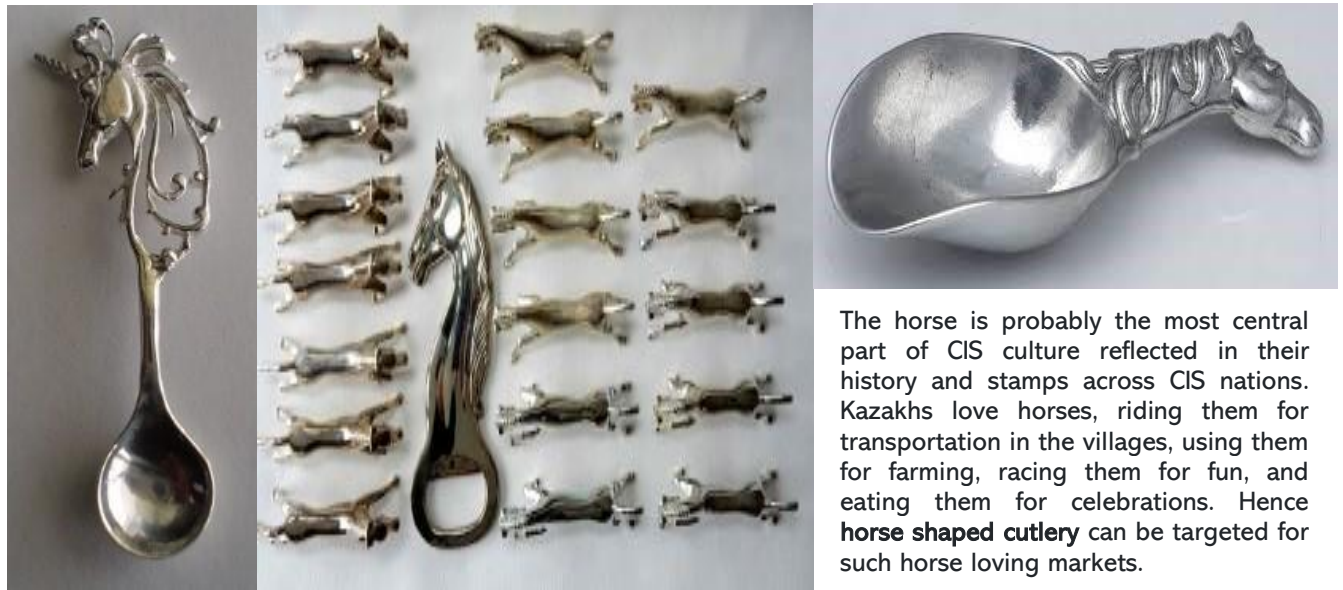 The horse is probably the most central
part of CIS culture reflected in their
history and stamps across CIS nations.
Kazakhs love horses, riding them for
transportation in the villages, using them
for farming, racing them for fun, and
eating them for celebrations. Hence
horse shaped cutlery can be targeted for
such horse loving markets.